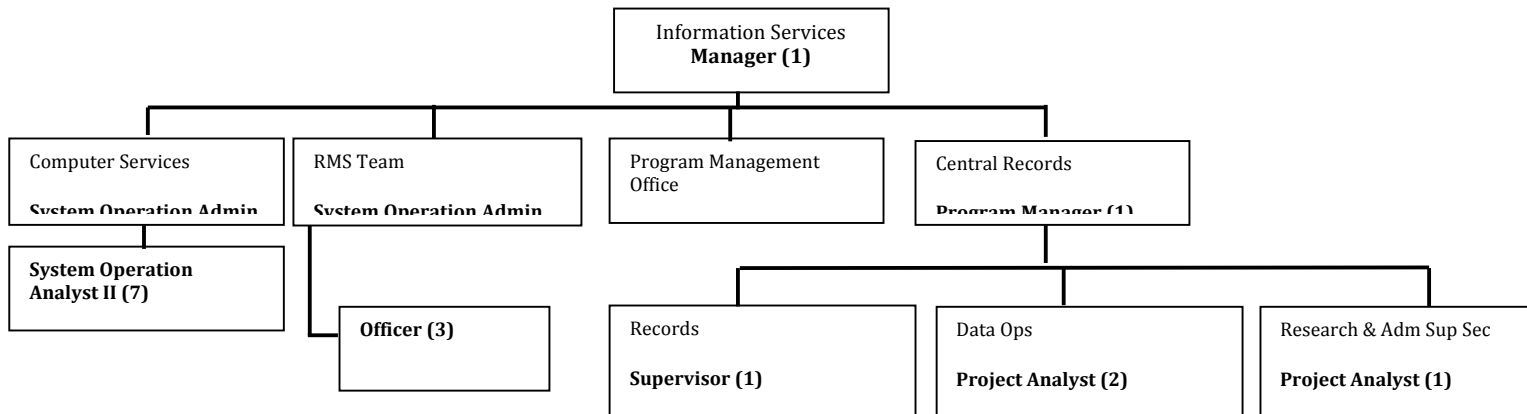 Information Services
Manager (1)
Computer Services
System Operation Admin
RMS Team
System Operation Admin
Program Management
Office
Central Records
Program Manager (1)
System Operation
Analyst II (7)
Officer (3)
Records
Supervisor (1)
Data Ops
Project Analyst (2)
Research & Adm Sup Sec
Project Analyst (1)